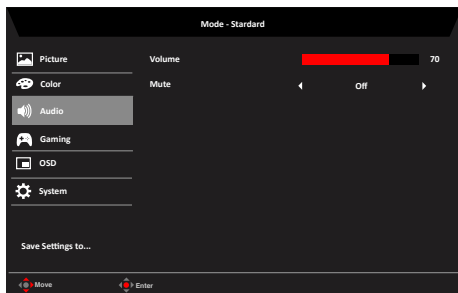 Mode - Stardard
Picture
Volume 70
Color
Mute Off
Audio
Gaming
OSD
System
Save Settings to...
Move Enter